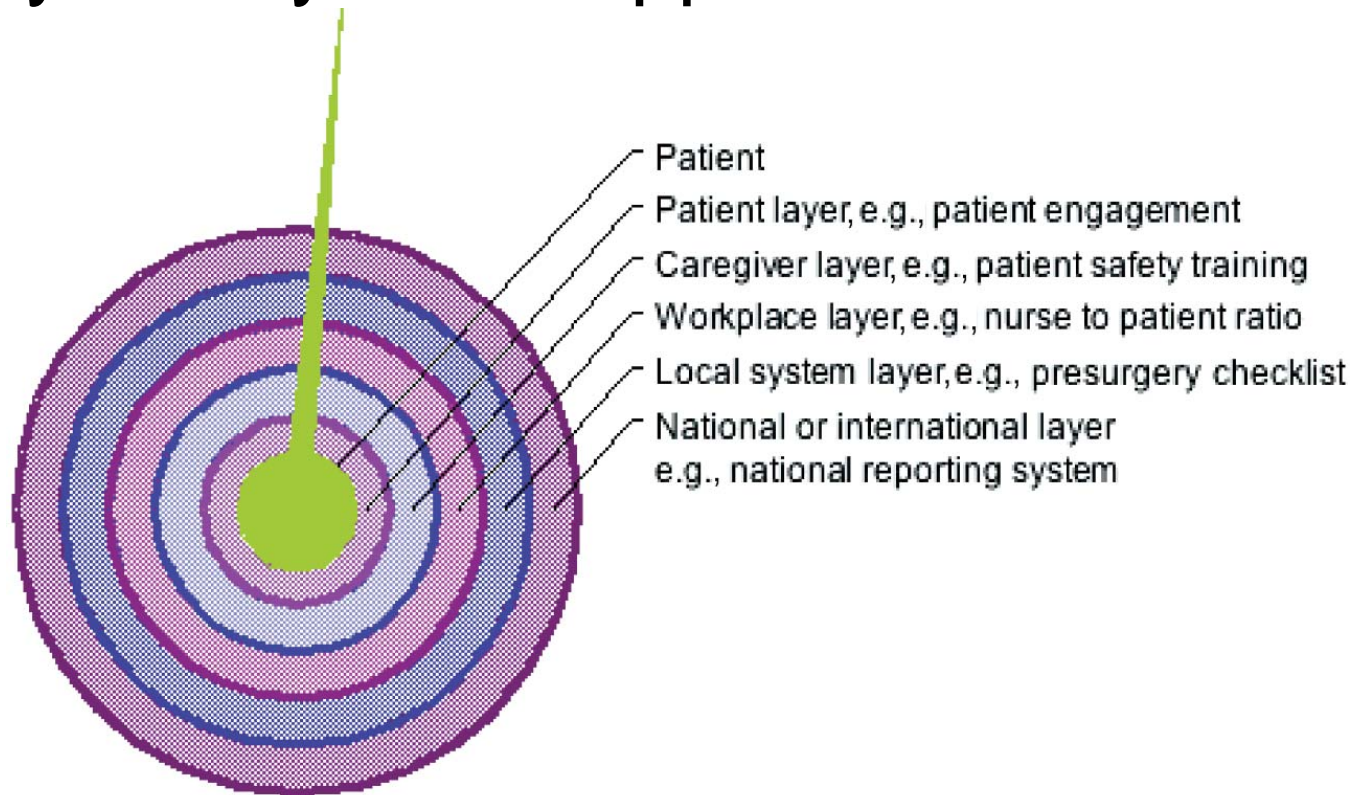 Patient
Patient layer, e.g., patient engagement
Caregiver layer, e.g., patient safety training
Workplace layer, e.g., nurse to patient ratio
Local system layer, e.g., presurgery checklist
National or international layer
e.g., national reporting system